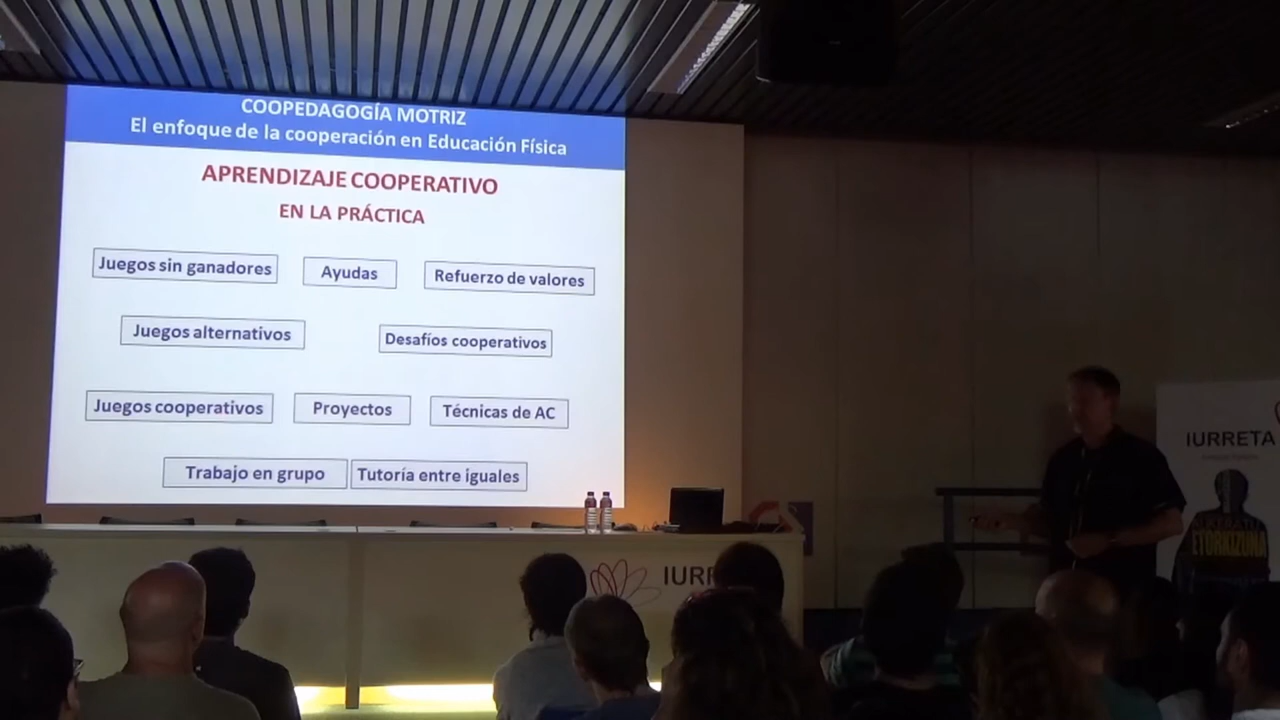 COOPEDAGOGÍA MOTRIZ
El enfoque de la cooperación en Educación Física
APRENDIZAJE COOPERATIVO
EN LA PRÁCTICA
Juegos sin ganadores
Ayudas
Refuerzo de valores
Juegos alternativos
Desafíos cooperativos
Juegos cooperativos
Proyectos
Técnicas de AC
Trabajo en grupo
Tutoría entre iguales
IURRETA
ETORKIZUNA
IURR